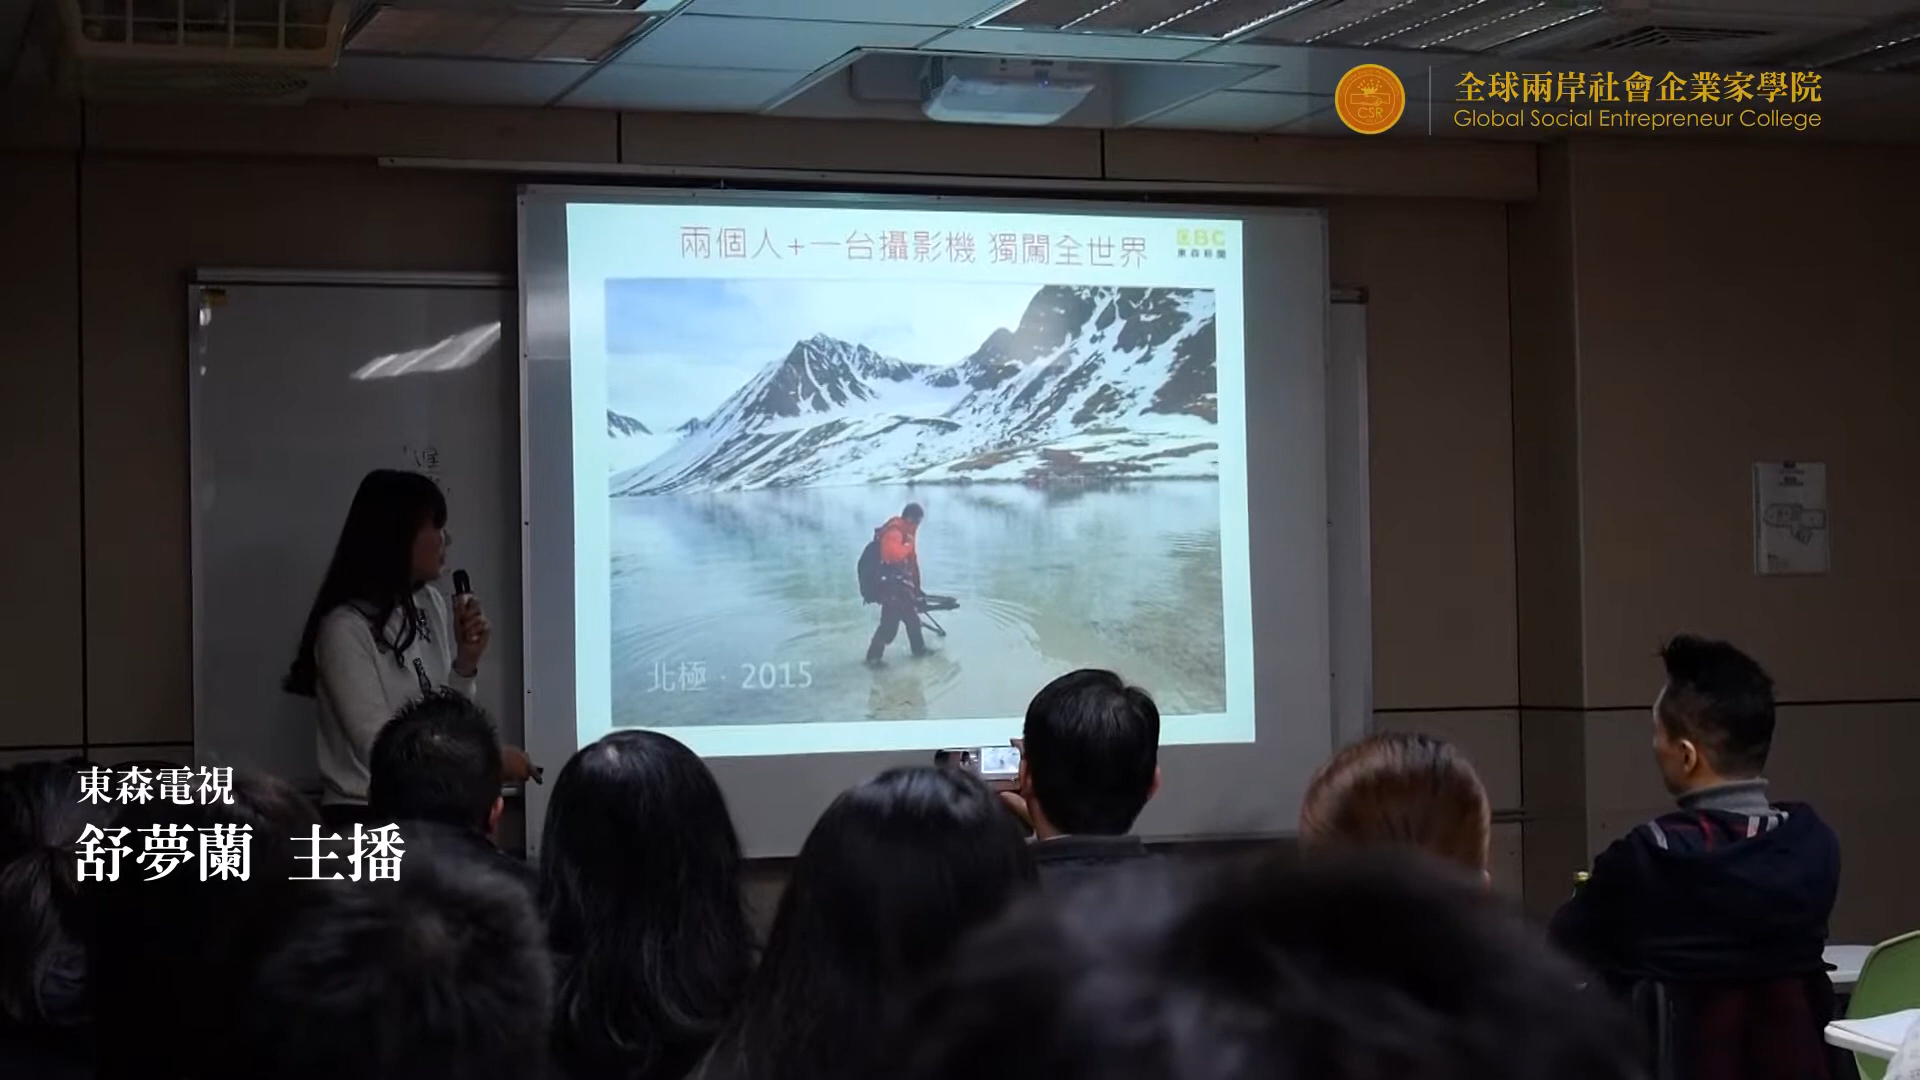 CSR
全球兩岸社會企業家學院
Global Social Entrepreneur College
兩個人+一台攝影機 獨闖全世界
EBC
東森新聞
北極·2015
東森電視
舒夢蘭 主播